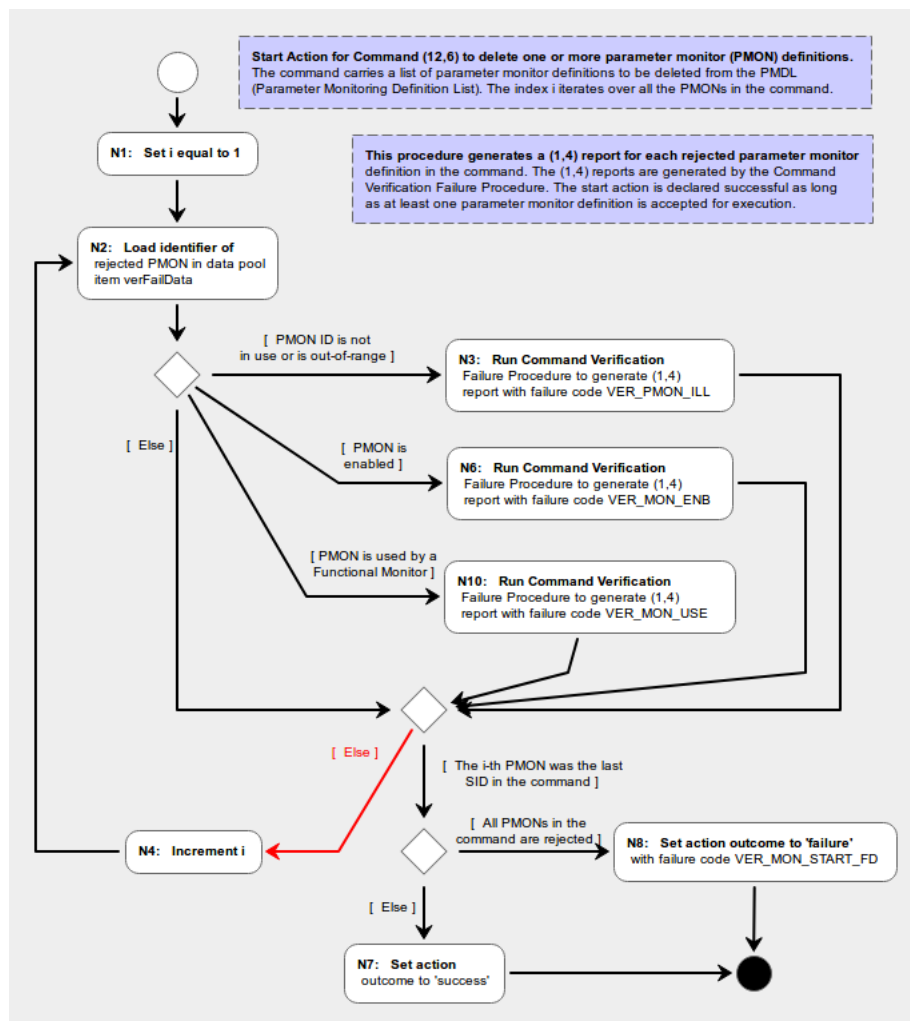 Start Action for Command (12,6) to delete one or more parameter monitor (PMON) definitions.
The command carries a list of parameter monitor definitions to be deleted from the PMDL
(Parameter Monitoring Definition List). The index i iterates over all the PMONs in the command.
N1: Set i equal to 1
This procedure generates a (1,4) report for each rejected parameter monitor
definition in the command. The (1,4) reports are generated by the Command
Verification Failure Procedure. The start action is declared successful as long
as at least one parameter monitor definition is accepted for execution.
N2: Load identifier of
rejected PMON in data pool
item verFailData
[ PMON ID is not
in use or is out-of-range ]
N3: Run Command Verification
Failure Procedure to generate (1,4)
report with failure code VER_PMON_ILL
[ Else ]
[ PMON is
enabled ]
N6: Run Command Verification
Failure Procedure to generate (1,4)
report with failure code VER_MON_ENB
[ PMON is used by a
Functional Monitor ]
N10: Run Command Verification
Failure Procedure to generate (1,4)
report with failure code VER_MON_USE
[ Else ]
[ The i-th PMON was the last
SID in the command ]
N4: Increment i
[ All PMONs in the
command are rejected.]
N8: Set action outcome to 'failure'
with failure code VER_MON_START_FD
[ Else ]
N7: Set action
outcome to 'success'